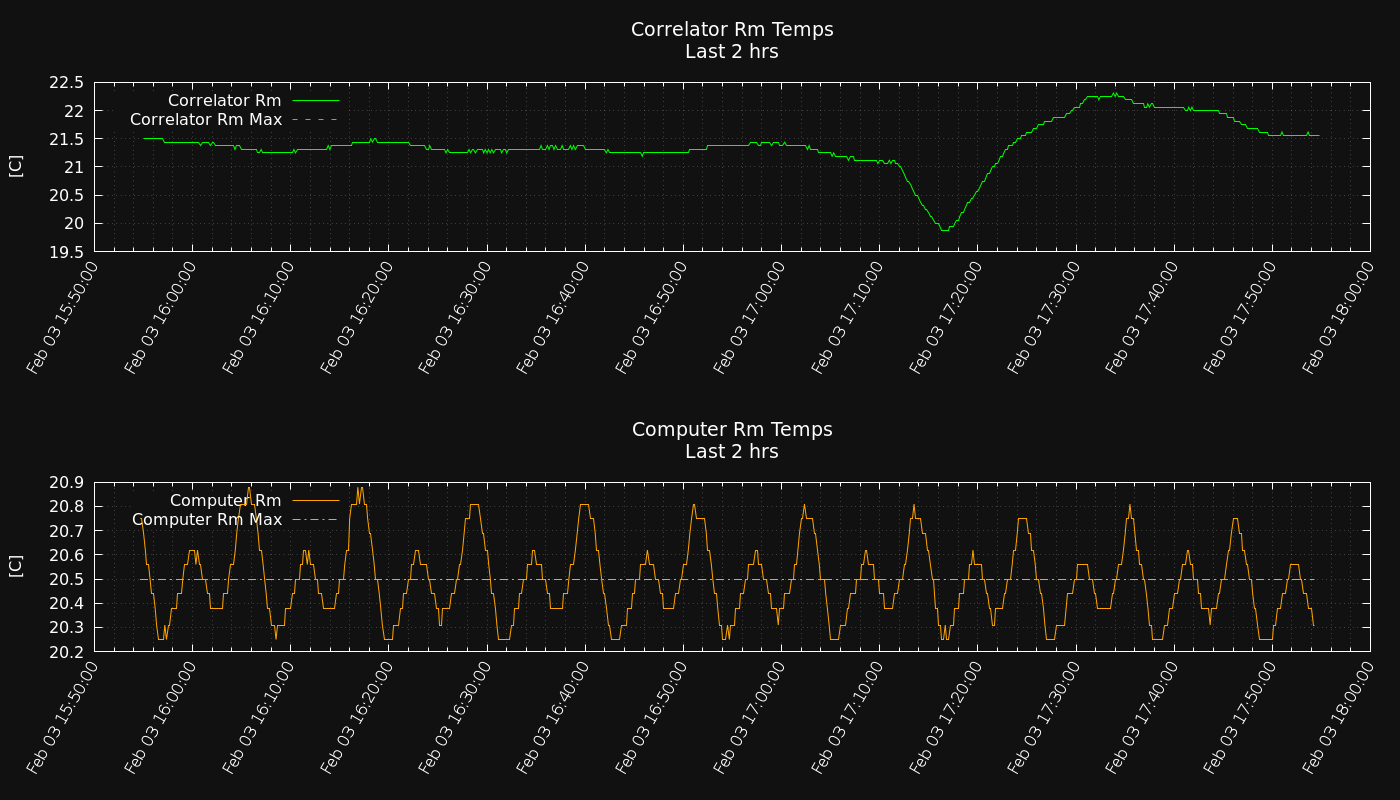 Correlator Rm Temps
Last 2 hrs
Correlator Rm
Correlator Rm Max
[C]
22.5
22
21.5
21
20.5
20
19.5
Feb 03 15:50:00
Feb 03 16:00:00
Feb 03 16:10:00
Feb 03 16:20:00
Feb 03 16:30:00
Feb 03 16:40:00
Feb 03 16:50:00
Feb 03 17:00:00
Feb 03 17:10:00
Feb 03 17:20:00
Feb 03 17:30:00
Feb 03 17:40:00
Feb 03 17:50:00
Feb 03 18:00:00
Computer Rm Temps
Last 2 hrs
Computer Rm
Computer Rm Max
[C]
20.9
20.8
20.7
20.6
20.5
20.4
20.3
20.2
Feb 03 15:50:00
Feb 03 16:00:00
Feb 03 16:10:00
Feb 03 16:20:00
Feb 03 16:30:00
Feb 03 16:40:00
Feb 03 16:50:00
Feb 03 17:00:00
Feb 03 17:10:00
Feb 03 17:20:00
Feb 03 17:30:00
Feb 03 17:40:00
Feb 03 17:50:00
Feb 03 18:00:00